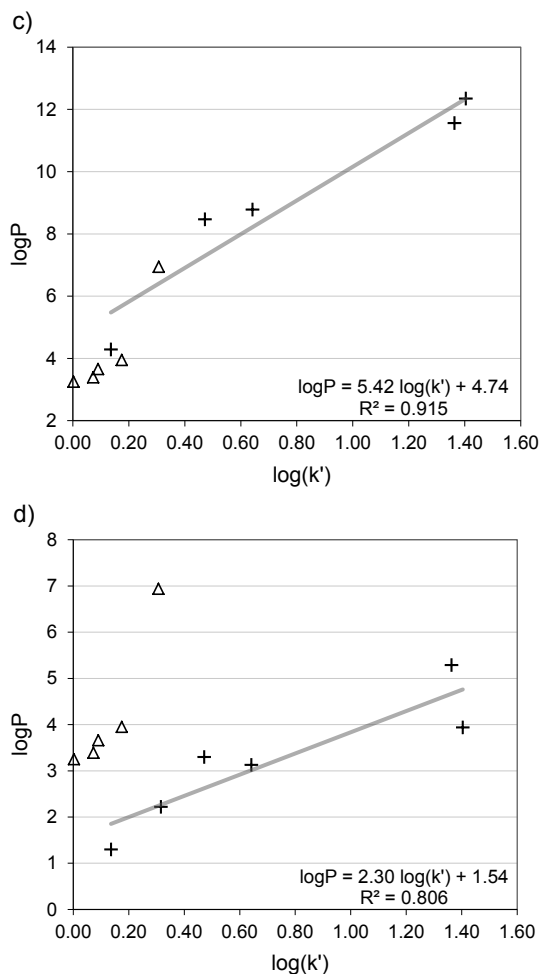 c)
14
12
10
8
6
4
2
logP
logP = 5.42 log(k') + 4.74
R² = 0.915
0.00 0.20 0.40 0.60 0.80 1.00 1.20 1.40 1.60
log(k')
d)
8
7
6
5
4
3
2
1
0
logP
logP = 2.30 log(k') + 1.54
R² = 0.806
0.00 0.20 0.40 0.60 0.80 1.00 1.20 1.40 1.60
log(k')